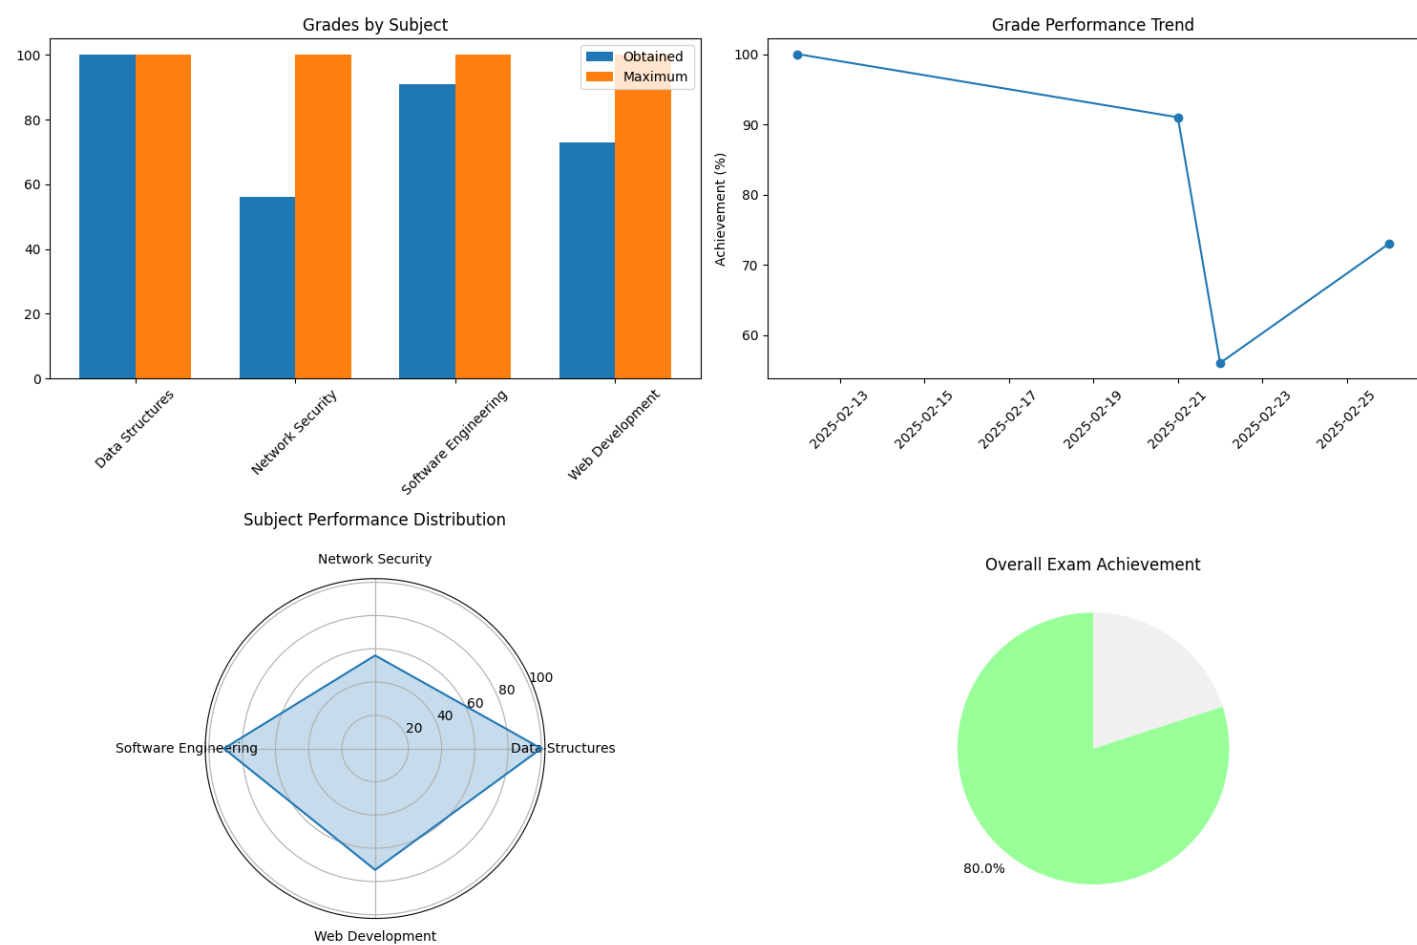 Grades by Subject
100
80
60
40
20
0
Obtained
Maximum
Data Structures
Network Security
Software Engineering
Web Development
Grade Performance Trend
Achievement (%)
100
90
80
70
60
2025-02-13
2025-02-15
2025-02-17
2025-02-19
2025-02-21
2025-02-23
2025-02-25
Subject Performance Distribution
Network Security
100
80
60
40
20
Software Engineering
Data Structures
Web Development
Overall Exam Achievement
80.0%